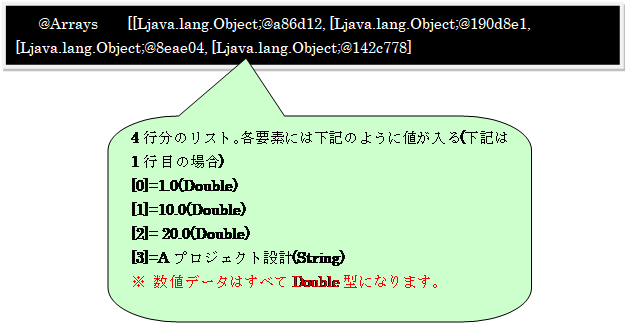 @Arrays [[Ljava.lang.Object;@a86d12, [Ljava.lang.Object;@190d8e1,
[Ljava.lang.Object;@8eae04, [Ljava.lang.Object;@142c778]
4 行分のリスト。各要素には下記のように値が入る(下記は
1 行目の場合)
[0]=1.0(Double)
[1]=10.0(Double)
[2]= 20.0(Double)
[3]=A プロジェクト設計(String)
※ 数値データはすべて Double 型になります。